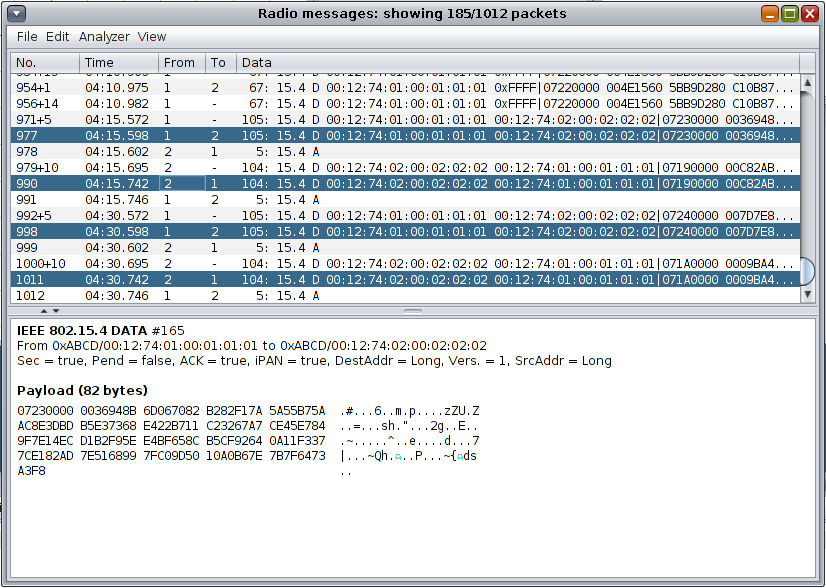 Radio messages: showing 185/1012 packets
File Edit Analyzer View
No. Time From To Data
954+1 04:10.975 1 2 67: 15.4 D 00:12:74:01:00:01:01:01 0xFFFF|07220000 004E1560 5BB9D280 C10B87...
956+14 04:10.982 1 - 67: 15.4 D 00:12:74:01:00:01:01:01 0xFFFF|07220000 004E1560 5BB9D280 C10B87...
971+5 04:15.572 1 - 105: 15.4 D 00:12:74:01:00:01:01:01 00:12:74:02:00:02:02:02|07230000 0036948...
977 04:15.598 1 2 105: 15.4 D 00:12:74:01:00:01:01:01 00:12:74:02:00:02:02:02|07230000 0036948...
978 04:15.602 2 1 5: 15.4 A
979+10 04:15.695 2 - 104: 15.4 D 00:12:74:02:00:02:02:02 00:12:74:01:00:01:01:01|07190000 00C82AB...
990 04:15.742 2 1 104: 15.4 D 00:12:74:02:00:02:02:02 00:12:74:01:00:01:01:01|07190000 00C82AB...
991 04:15.746 1 2 5: 15.4 A
992+5 04:30.572 1 - 105: 15.4 D 00:12:74:01:00:01:01:01 00:12:74:02:00:02:02:02|07240000 007D7E8...
998 04:30.598 1 2 105: 15.4 D 00:12:74:01:00:01:01:01 00:12:74:02:00:02:02:02|07240000 007D7E8...
999 04:30.602 2 1 5: 15.4 A
1000+10 04:30.695 2 - 104: 15.4 D 00:12:74:02:00:02:02:02 00:12:74:01:00:01:01:01|071A0000 0009BA4...
1011 04:30.742 2 1 104: 15.4 D 00:12:74:02:00:02:02:02 00:12:74:01:00:01:01:01|071A0000 0009BA4...
1012 04:30.746 1 2 5: 15.4 A
IEEE 802.15.4 DATA #165
From 0xABCD/00:12:74:01:00:01:01:01 to 0xABCD/00:12:74:02:00:02:02:02
Sec = true, Pend = false, ACK = true, iPAN = true, DestAddr = Long, Vers. = 1, SrcAddr = Long
Payload (82 bytes)
07230000 0036948B 6D067082 B282F17A 5A55B75A .#...6..m.p....zZU.Z
AC8E3DBD B5E37368 E422B711 C23267A7 CE45E784 ..=...sh."...2g..E..
9F7E14EC D1B2F95E E4BF658C B5CF9264 0A11F337 .~.....^..e....d...7
7CE182AD 7E516899 7FC09D50 10A0B67E 7B7F6473 |...~Qh.¤..P...~{¤ds
A3F8 ..